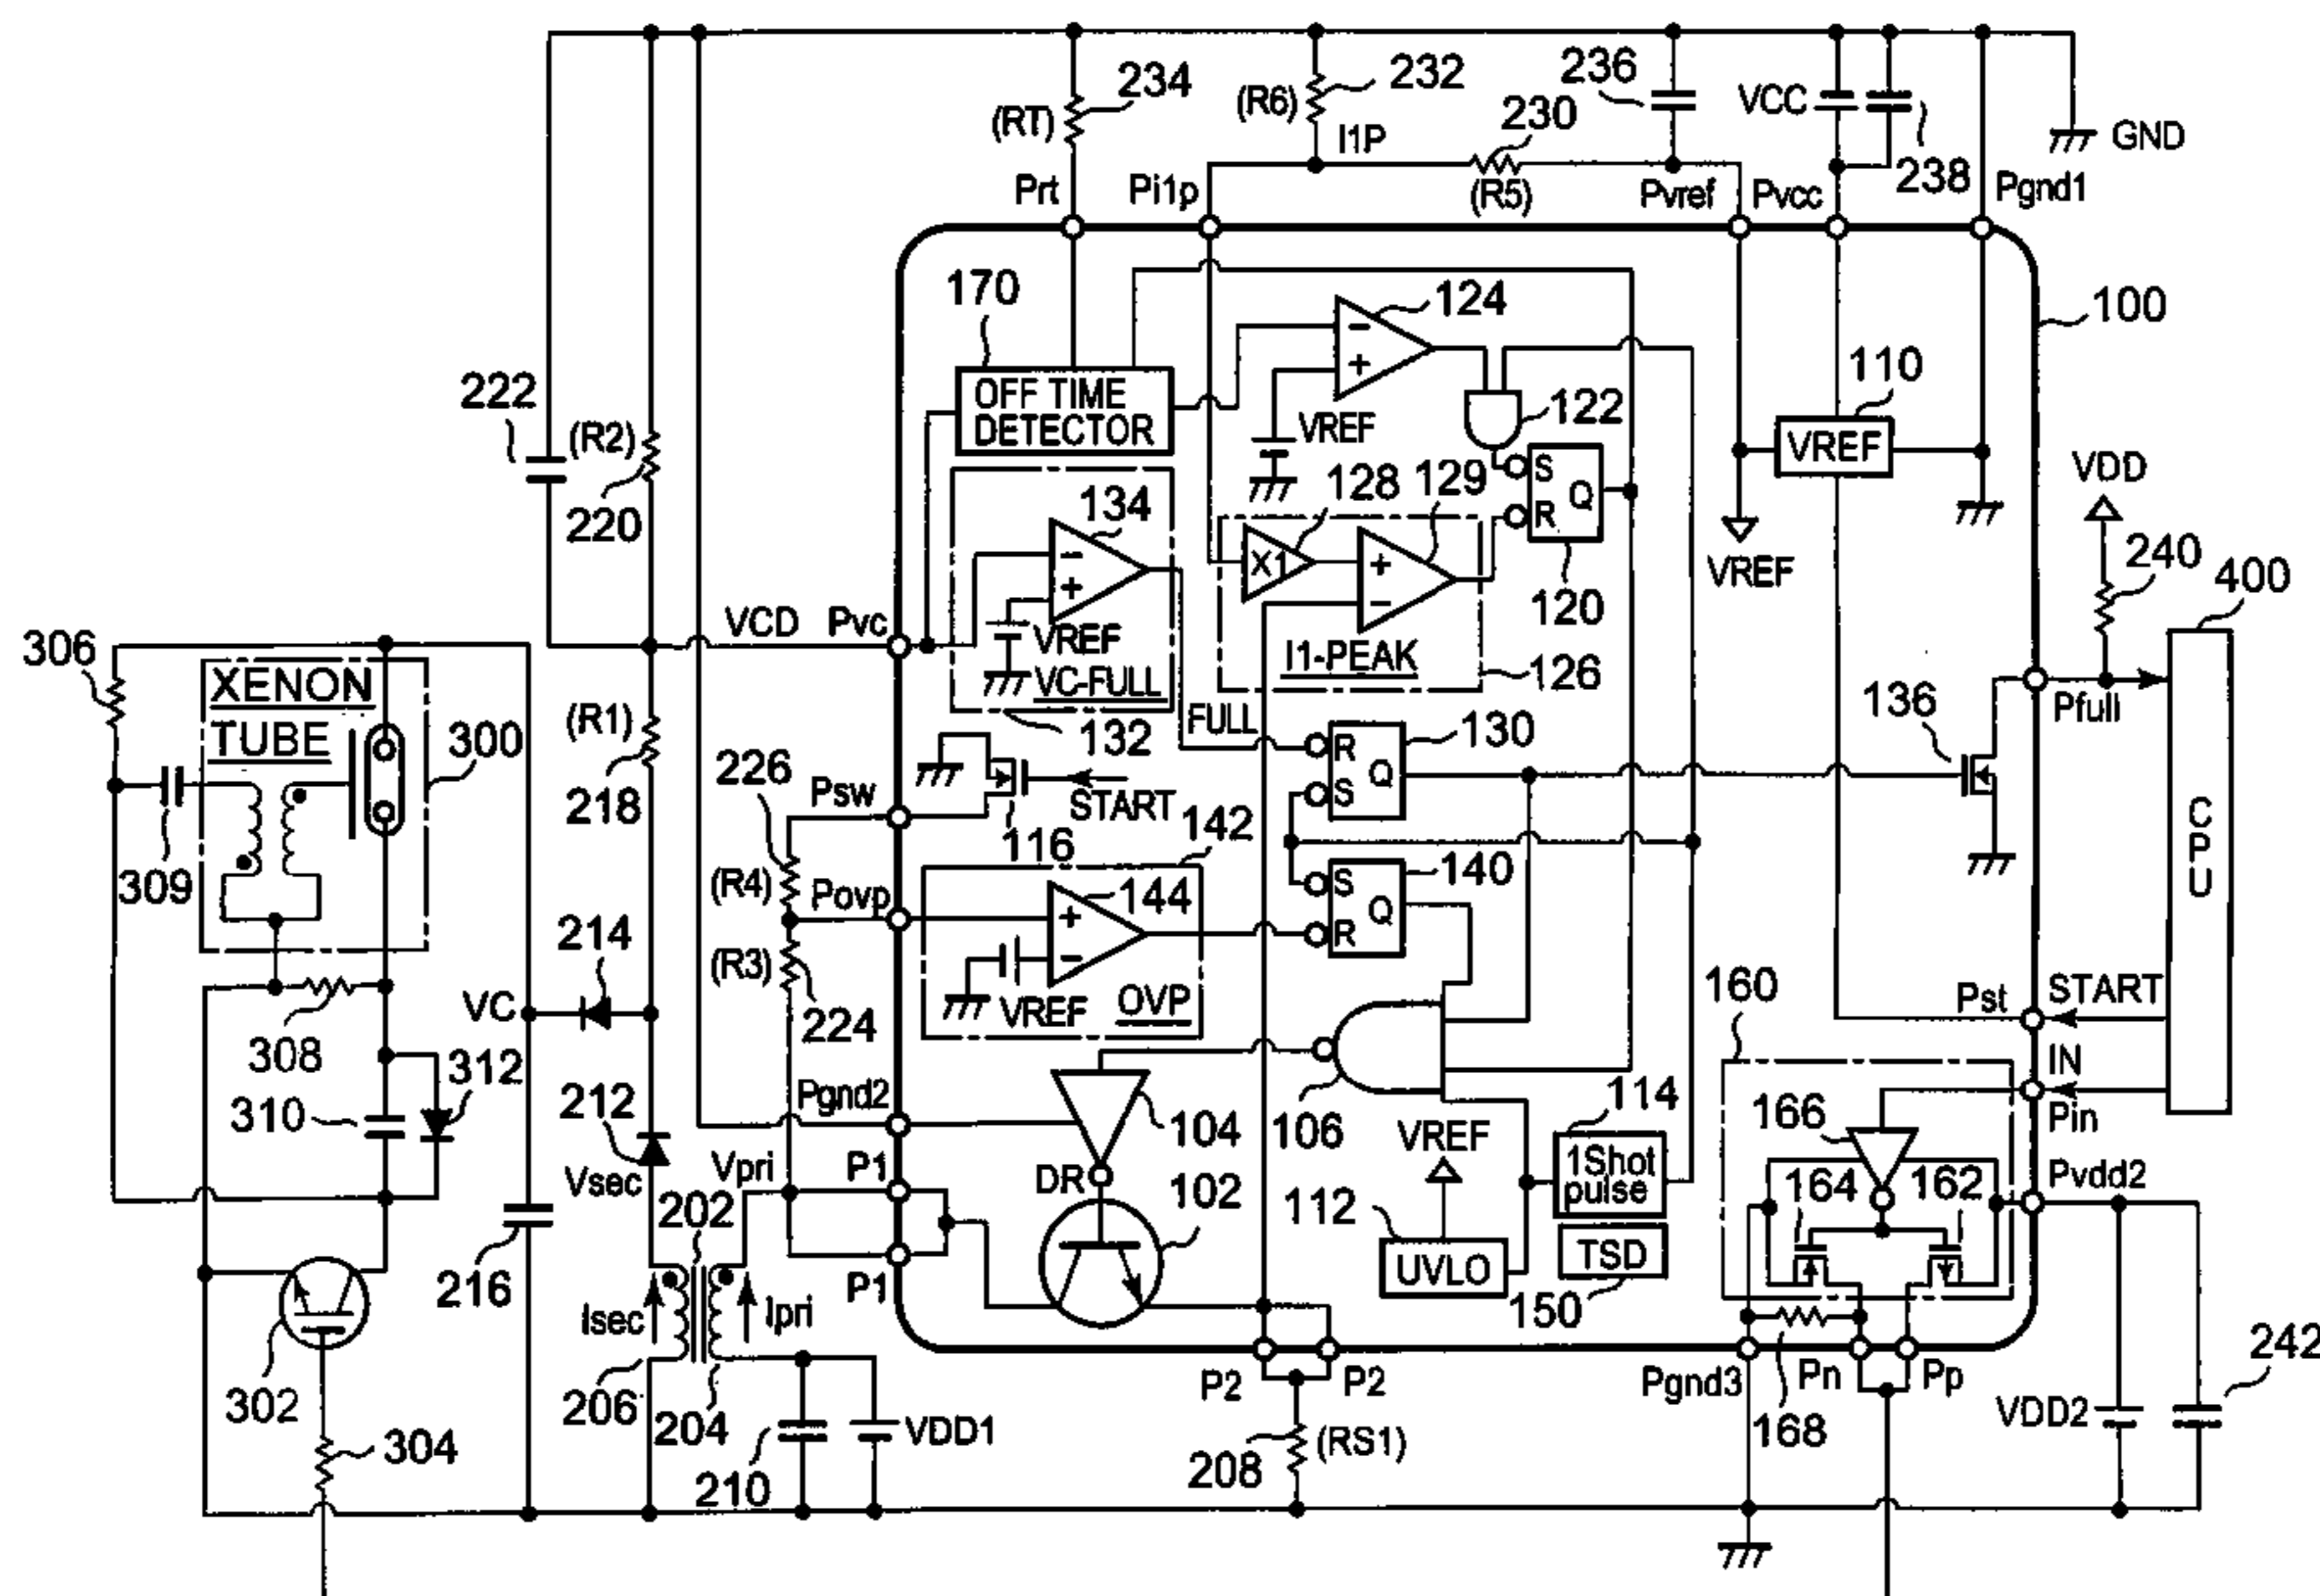 234
(RT)
(R6)
232
236
VCC
230
I1P
GND
238
Prt
Pi1p
(R5)
Pvref
Pvcc
Pgnd1
170
124
100
OFF TIME
DETECTOR
-
+
110
VREF
222
(R2)
VREF
122
VDD
220
134
128
129
S
R
Q
240
400
X1
+
-
VREF
120
-
+
VCD
Pvc
VREF
I1-PEAK
VC-FULL
126
306
XENON
TUBE
300
(R1)
218
132
FULL
130
R
Q
S
136
Pfull
226
Psw
START
142
116
309
(R4)
Povp
140
S
Q
R
CPU
144
+
-
214
(R3)
VREF
OVP
VC
224
160
Pst
START
308
312
IN
310
212
Pgnd2
104
106
114
166
Pin
VREF
Vsec
Vpri
P1
DR
102
1Shot
pulse
164
162
Pvdd2
202
112
216
P1
UVLO
TSD
Isec
Ipri
150
242
302
206
204
P2
P2
Pgnd3
Pn
Pp
VDD1
VDD2
304
210
208
(RS1)
168